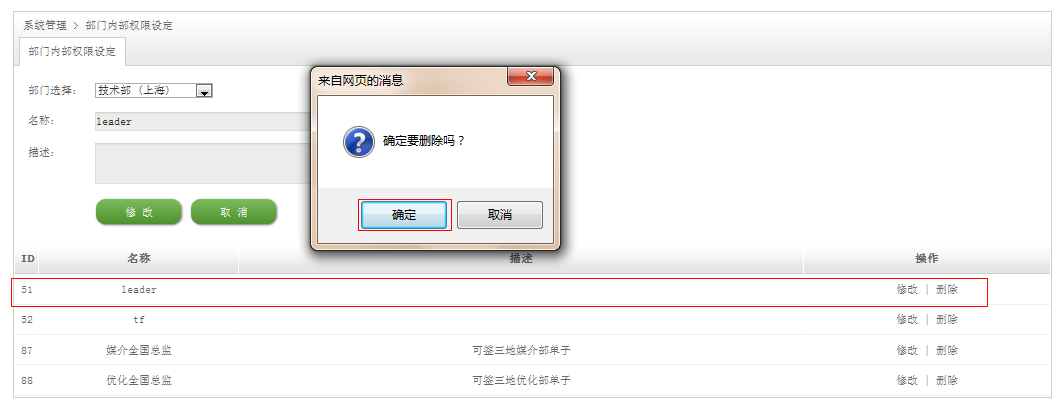 系统管理 > 部门内部权限设定
部门内部权限设定
部门选择： 技术部（上海）
名称： leader
描述：
修 改 取 消
来自网页的消息
确定要删除吗？
确定 取消
ID 名称 描述 操作
51 leader 修改 | 删除
52 tf 修改 | 删除
87 媒介全国总监 可签三地媒介部单子 修改 | 删除
88 优化全国总监 可签三地优化部单子 修改 | 删除